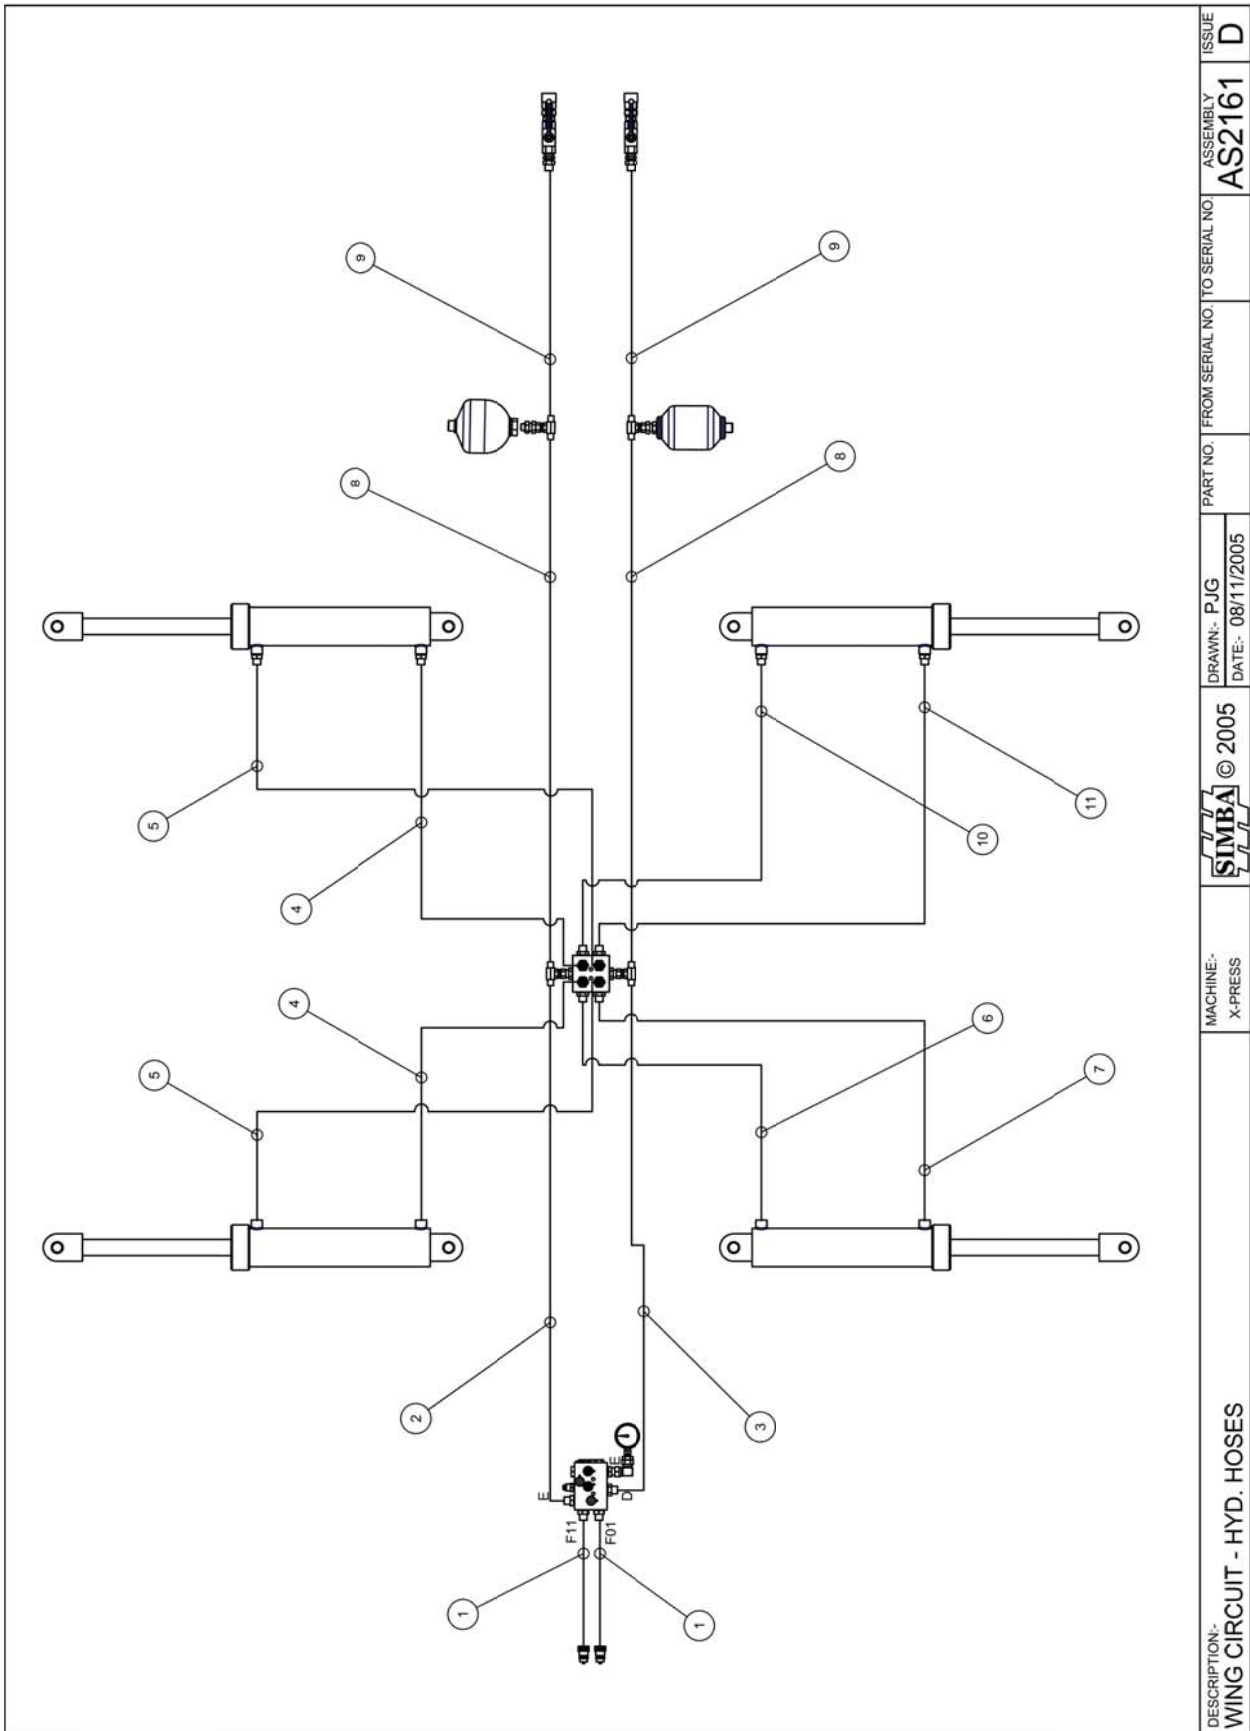 5
5
4
4
2
8
9
1
F11
E
F01
D
E
1
3
8
9
6
10
7
11
DESCRIPTION:-
WING CIRCUIT - HYD. HOSES
MACHINE:-
X-PRESS
SIMBA © 2005
DRAWN:- PJG
DATE:- 08/11/2005
PART NO.
FROM SERIAL NO.
TO SERIAL NO.
ASSEMBLY
AS2161
ISSUE
D